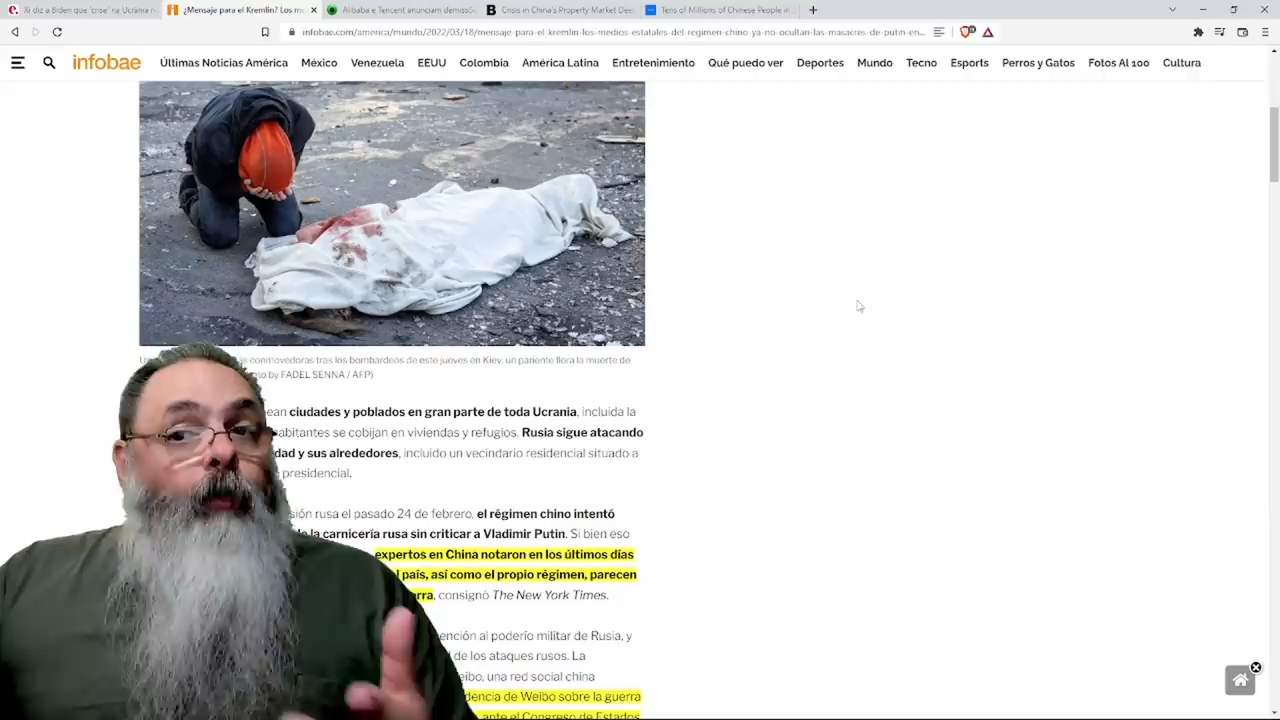 Xi diz a Biden que 'crise' na Ucrânia n
¿Mensaje para el Kremlin? Los me
Alibaba e Tencent anunciam demissõ
Crisis in China's Property Market Dee
Tens of Millions of Chinese People in
infobae.com/america/mundo/2022/03/18/mensaje-para-el-kremlin-los-medios-estatales-del-regimen-chino-ya-no-ocultan-las-masacres-de-putin-en...
infobae Últimas Noticias América México Venezuela EEUU Colombia América Latina Entretenimiento Qué puedo ver Deportes Mundo Tecno Esports Perros y Gatos Fotos Al 100 Cultura
conmovedoras tras los bombardeos de este jueves en Kiev. un pariente llora la muerte de
by FADEL SENNA / AFP)
ean ciudades y poblados en gran parte de toda Ucrania, incluida la
abitantes se cobijan en viviendas y refugios. Rusia sigue atacando
dad y sus alrededores, incluido un vecindario residencial situado a
presidencial.
sión rusa el pasado 24 de febrero, el régimen chino intentó
de la carnicería rusa sin criticar a Vladimir Putin. Si bien eso
expertos en China notaron en los últimos días
l país, así como el propio régimen, parecen
erra, consignó The New York Times.
ención al poderío militar de Rusia, y
l de los ataques rusos. La
eibo, una red social china
dencia de Weibo sobre la guerra
ante el Congreso de Estados